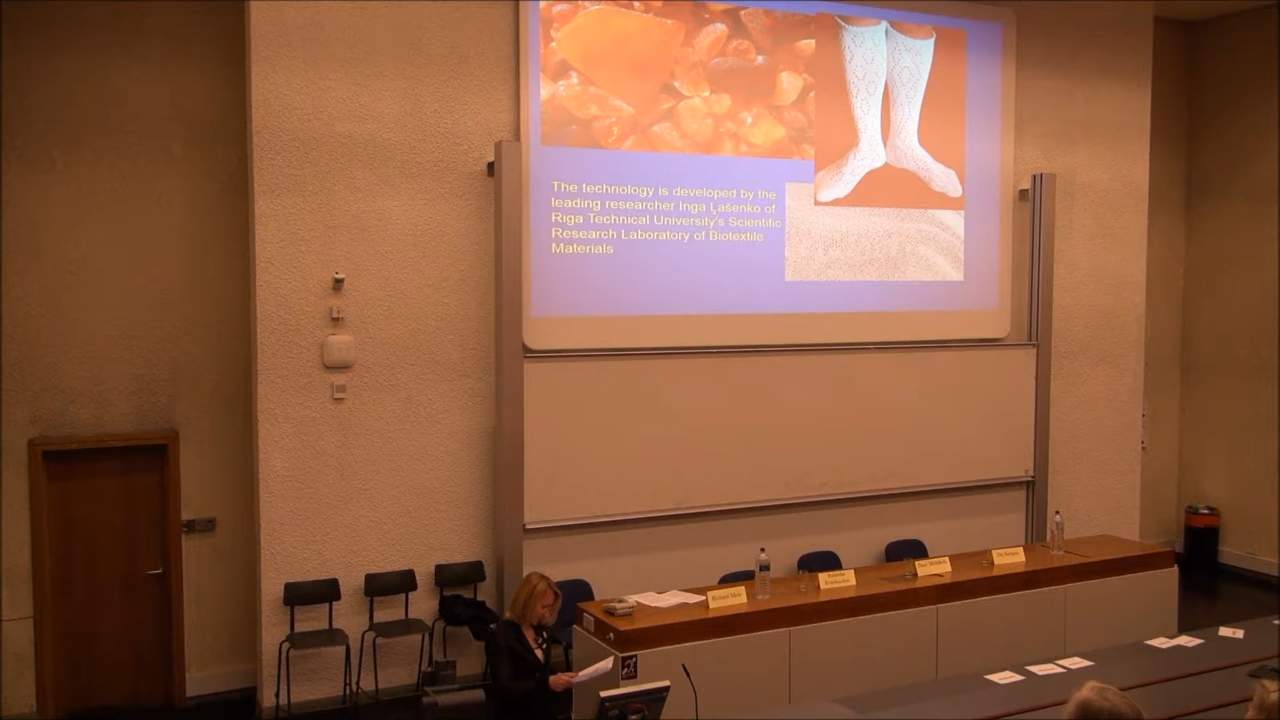 The technology is developed by the
leading researcher Inga Ļašenko of
Riga Technical University's Scientific
Research Laboratory of Biotextile
Materials
Richard Mole